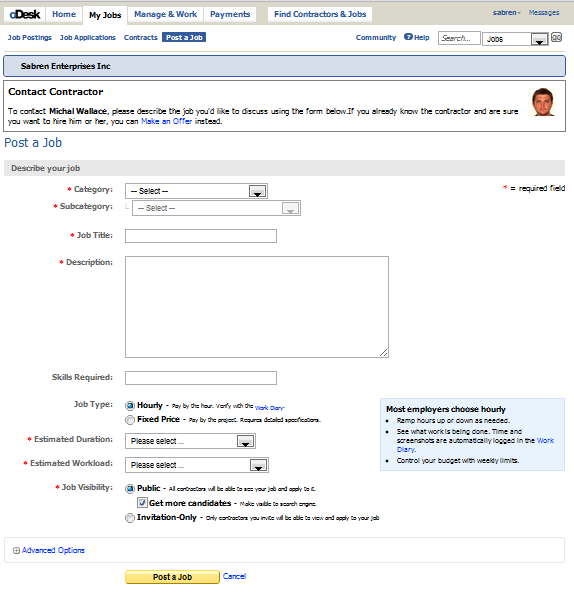 oDesk Home My Jobs Manage & Work Payments Find Contractors & Jobs sabren Messages
Job Postings Job Applications Contracts Post a Job Community Help Search... Jobs go
Sabren Enterprises Inc
Contact Contractor
To contact Michal Wallace, please describe the job you'd like to discuss using the form below.If you already know the contractor and are sure
you want to hire him or her, you can Make an Offer instead.
Post a Job
Describe your job
* Category: -- Select -- * = required field
* Subcategory: -- Select --
* Job Title:
* Description:
Skills Required:
Job Type: Hourly - Pay by the hour. Verify with the Work Diary.
Fixed Price - Pay by the project. Requires detailed specifications.
Most employers choose hourly
Ramp hours up or down as needed.
See what work is being done. Time and
screenshots are automatically logged in the Work
Diary.
Control your budget with weekly limits.
* Estimated Duration: Please select ...
* Estimated Workload: Please select ...
* Job Visibility: Public - All contractors will be able to see your job and apply to it.
Get more candidates - Make visible to search engine.
Invitation-Only - Only contractors you invite will be able to view and apply to your job
Advanced Options
Post a Job Cancel